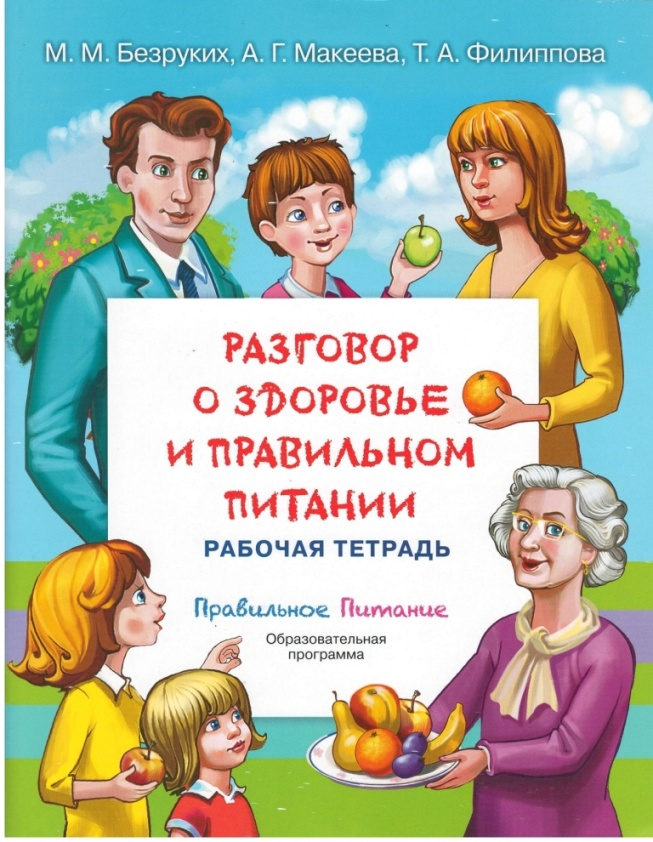 М. М. Безруких, А. Г. Макеева, Т. А. Филиппова
РАЗГОВОР
О ЗДОРОВЬЕ
И ПРАВИЛЬНОМ
ПИТАНИИ
РАБОЧАЯ ТЕТРАДЬ
Правильное Питание
Образовательная
программа